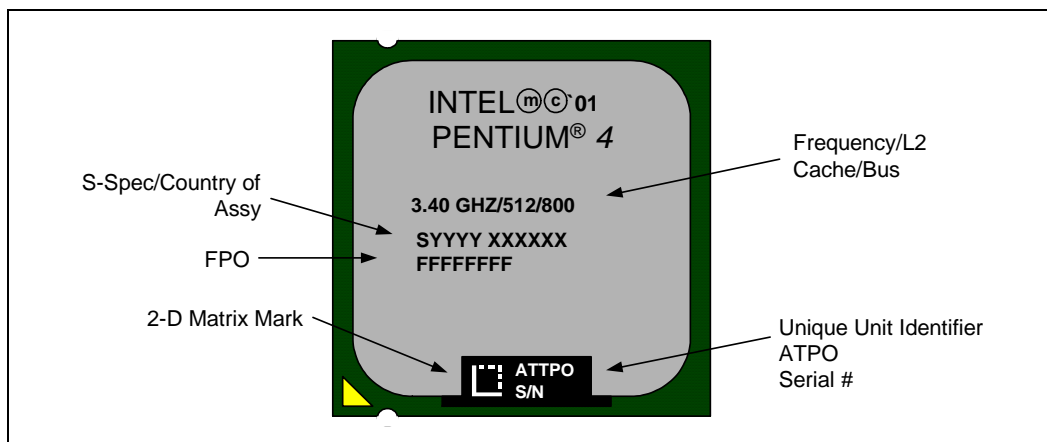 INTELⓜⓒ`01
PENTIUM® 4
Frequency/L2
Cache/Bus
S-Spec/Country of
Assy
3.40 GHZ/512/800
SYYYY XXXXXX
FPO
FFFFFFFF
2-D Matrix Mark
Unique Unit Identifier
ATPO
Serial #
ATTPO
S/N